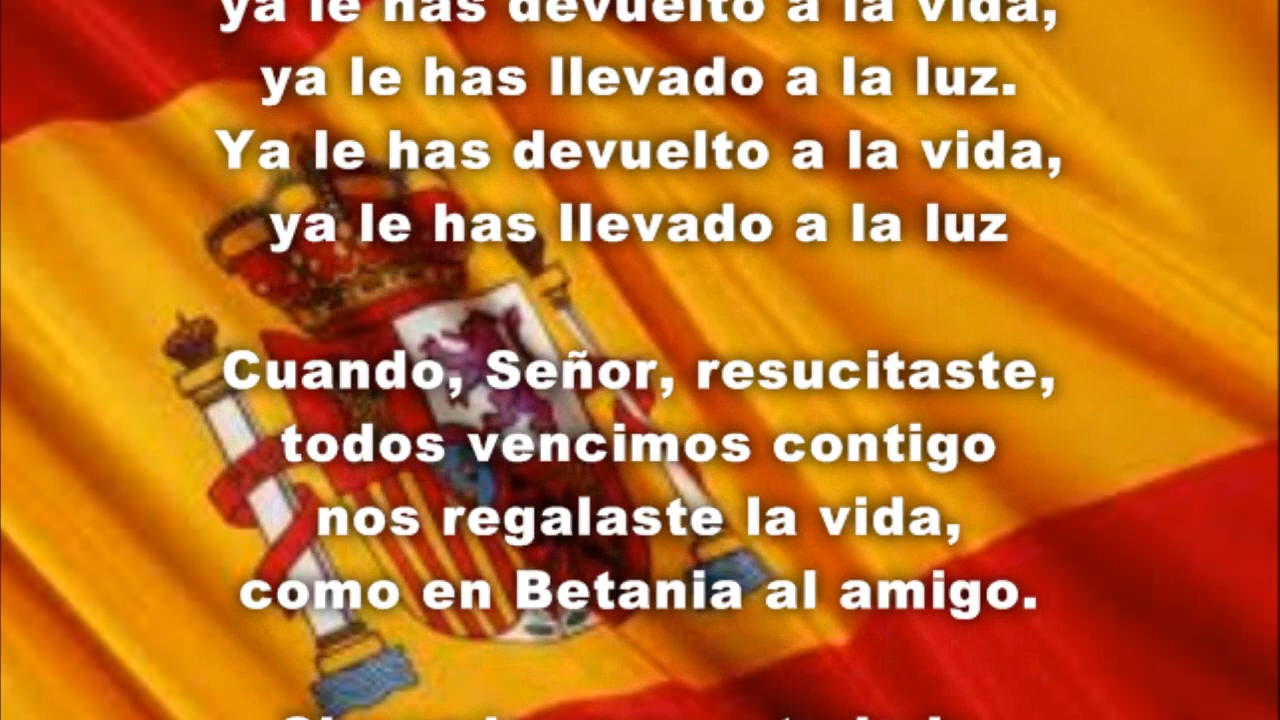 ya le has devuelto a la vida,
ya le has llevado a la luz.
Ya le has devuelto a la vida,
ya le has llevado a la luz
Cuando, Señor, resucitaste,
todos vencimos contigo
nos regalaste la vida,
como en Betania al amigo.